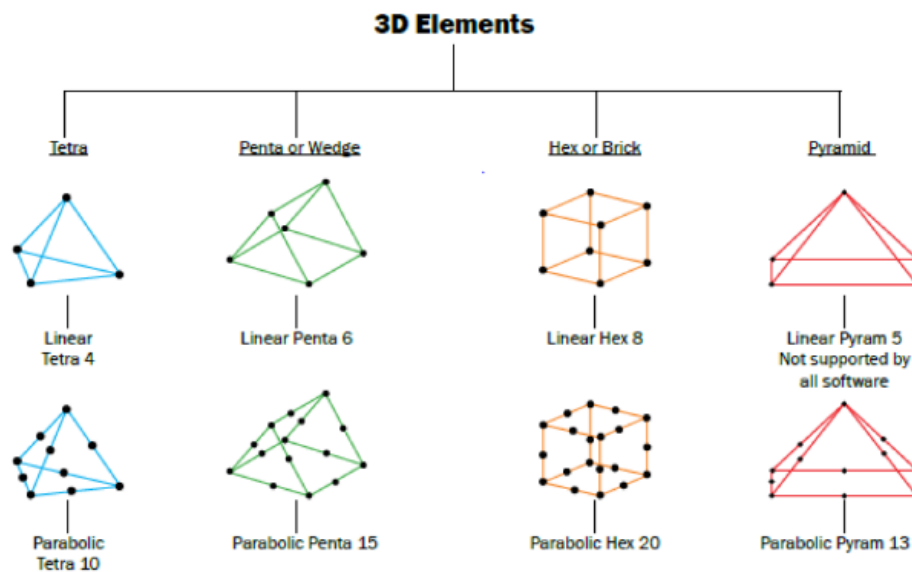 3D Elements
Tetra
Penta or Wedge
Hex or Brick
Pyramid
Linear
Tetra 4
Linear Penta 6
Linear Hex 8
Linear Pyram 5
Not supported by
all software
Parabolic
Tetra 10
Parabolic Penta 15
Parabolic Hex 20
Parabolic Pyram 13